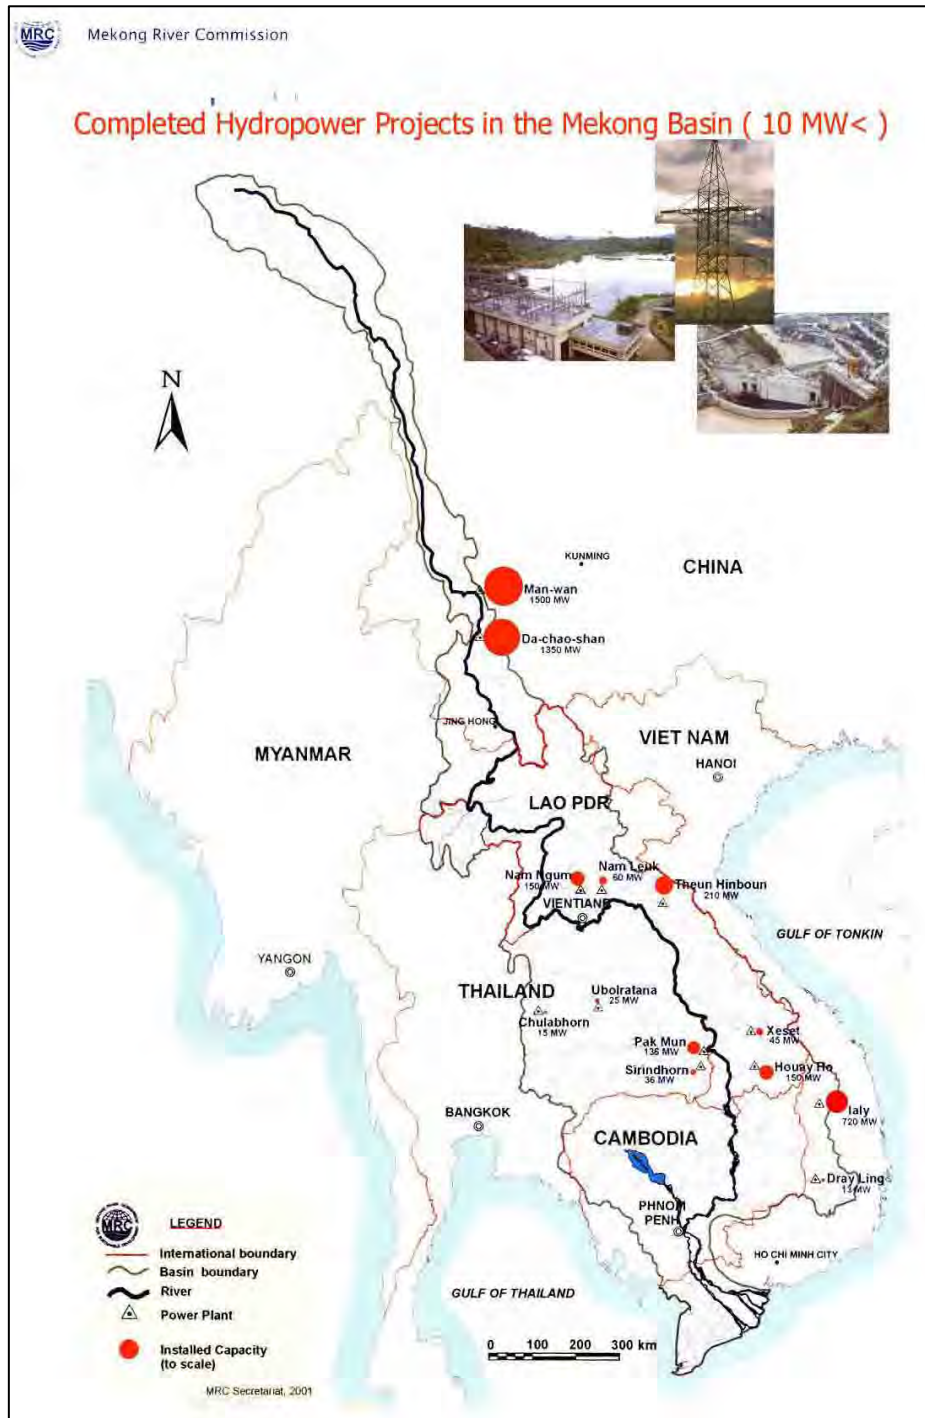 MRC
Mekong River Commission
Completed Hydropower Projects in the Mekong Basin ( 10 MW< )
N
KUNMING
CHINA
Man-wan
1500 MW
Da-chao-shan
1350 MW
JING HONG
VIET NAM
HANOI
MYANMAR
LAO PDR
Nam Ngum
150 MW
Nam Leuk
60 MW
Theun Hinboun
210 MW
VIENTIANE
GULF OF TONKIN
YANGON
THAILAND
Ubolratana
25 MW
Chulabhorn
15 MW
Xeset
45 MW
Pak Mun
136 MW
Sirindhorn
36 MW
Houay Ho
150 MW
Ialy
720 MW
BANGKOK
CAMBODIA
Dray Ling
13 MW
PHNOM
PENH
HO CHI MINH CITY
GULF OF THAILAND
MRC
LEGEND
International boundary
Basin boundary
River
Power Plant
Installed Capacity
(to scale)
0 100 200 300 km
MRC Secretariat, 2001